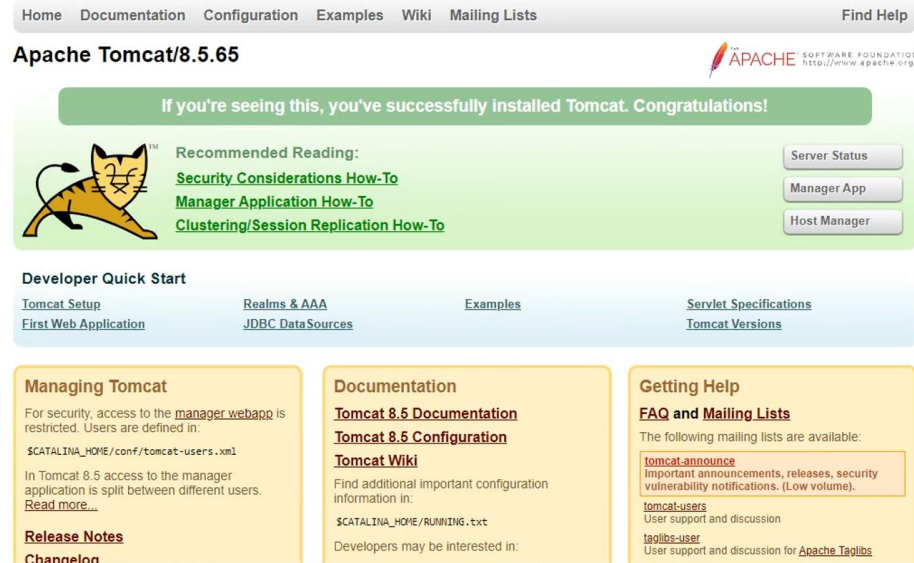 Home Documentation Configuration Examples Wiki Mailing Lists Find Help
Apache Tomcat/8.5.65
THE
APACHE SOFTWARE FOUNDATION
http://www.apache.org
If you're seeing this, you've successfully installed Tomcat. Congratulations!
TM
Recommended Reading:
Security Considerations How-To
Manager Application How-To
Clustering/Session Replication How-To
Server Status
Manager App
Host Manager
Developer Quick Start
Tomcat Setup
First Web Application
Realms & AAA
JDBC DataSources
Examples
Servlet Specifications
Tomcat Versions
Managing Tomcat
For security, access to the manager webapp is
restricted. Users are defined in:
$CATALINA_HOME/conf/tomcat-users.xml
In Tomcat 8.5 access to the manager
application is split between different users.
Read more...
Release Notes
Changelog
Documentation
Tomcat 8.5 Documentation
Tomcat 8.5 Configuration
Tomcat Wiki
Find additional important configuration
information in:
$CATALINA_HOME/RUNNING.txt
Developers may be interested in:
Getting Help
FAQ and Mailing Lists
The following mailing lists are available:
tomcat-announce
Important announcements, releases, security
vulnerability notifications. (Low volume).
tomcat-users
User support and discussion
taglibs-user
User support and discussion for Apache Taglibs